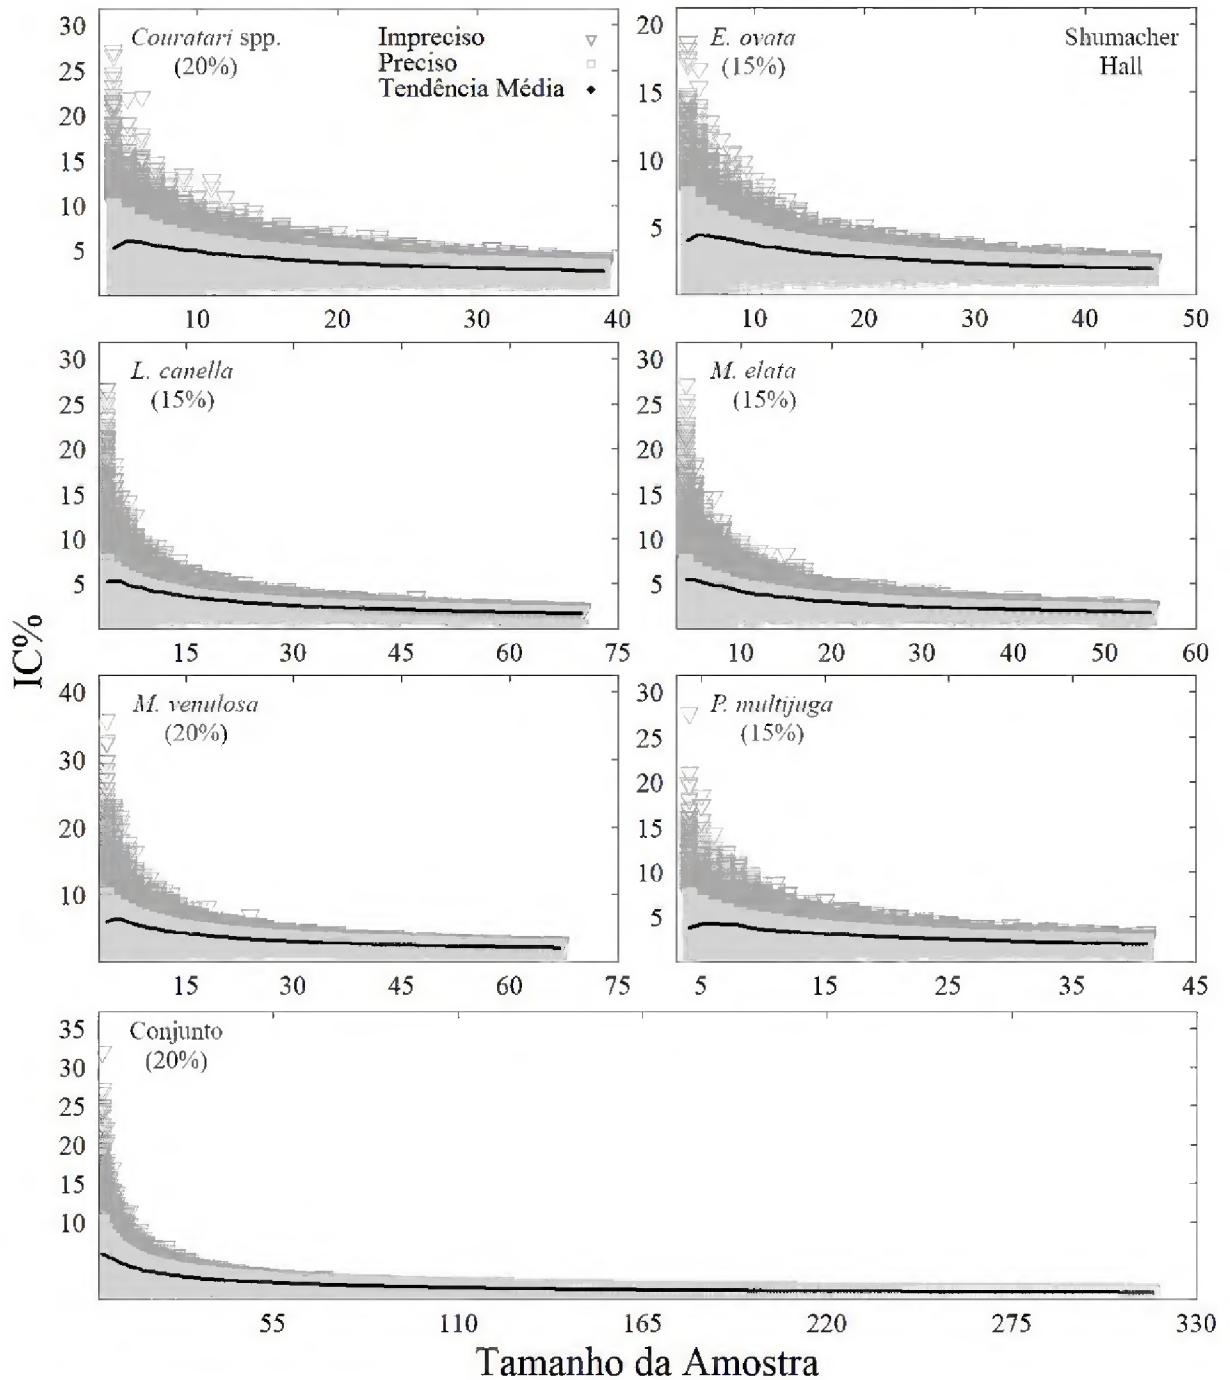 IC%
30
25
20
15
10
5
Couratari spp.
(20%)
Impreciso
Preciso
Tendência Média
10 20 30 40
20
15
10
5
E. ovata
(15%)
Shumacher
Hall
10 20 30 40 50
30
25
20
15
10
5
L. canella
(15%)
15 30 45 60 75
30
25
20
15
10
5
M. elata
(15%)
10 20 30 40 50 60
40
30
20
10
M. venulosa
(20%)
15 30 45 60 75
30
25
20
15
10
5
P. multijuga
(15%)
5 15 25 35 45
35
30
25
20
15
10
Conjunto
(20%)
55 110 165 220 275 330
Tamanho da Amostra